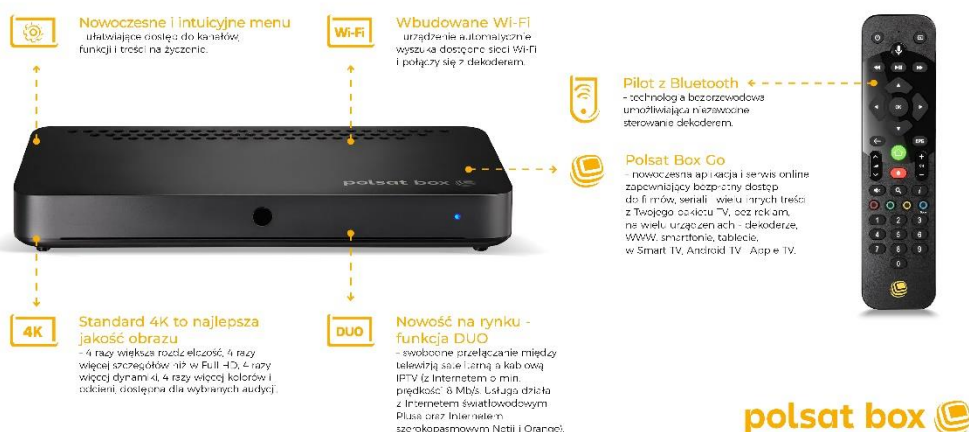 Nowoczesne i intuicyjne menu
- ułatwiające dostęp do kanałów,
funkcji i treści na życzenie.
Wi-Fi
Wbudowane Wi-Fi
- urządzenie automatycznie
wyszuka dostępne sieci Wi-Fi
i połączy się z dekoderem.
Pilot z Bluetooth
- technologia bezprzewodowa
umożliwiająca niezawodne
sterowanie dekoderem.
polsat box
Polsat Box Go
- nowoczesna aplikacja i serwis online
zapewniający bezpłatny dostęp
do filmów, seriali i wielu innych treści
z Twojego pakietu TV, bez reklam,
na wielu urządzeniach - dekoderze,
WWW, smartfonie, tablecie,
w Smart TV, Android TV i Apple TV.
4K
Standard 4K to najlepsza
jakość obrazu
- 4 razy większa rozdzielczość, 4 razy
więcej szczegółów niż w Full HD, 4 razy
więcej dynamiki, 4 razy więcej kolorów i
odcieni, dostępna dla wybranych audycji.
DUO
Nowość na rynku -
funkcja DUO
- swobodne przełączanie między
telewizją satelitarną a kablową
IPTV (z Internetem o min.
prędkości 8 Mb/s. Usługa działa
z Internetem światłowodowym
Plusa oraz Internetem
szerokopasmowym Netii i Orange).
OK
EPG
1 2 3
4 5 6
7 8 9
0
polsat box